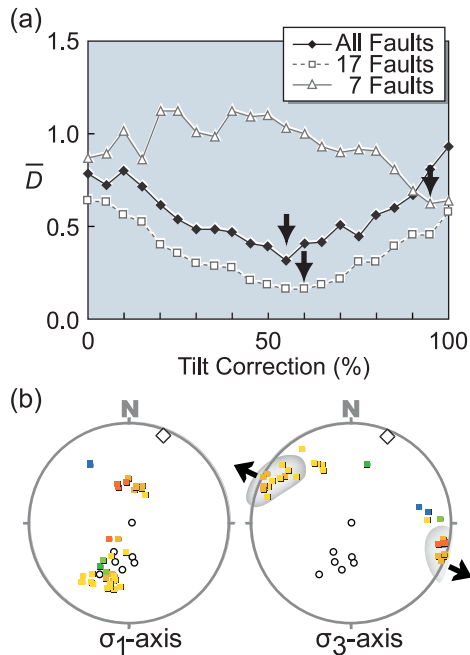 (a)
1.5
1.0
0.5
0.0
D̅
All Faults
17 Faults
7 Faults
0
50
100
Tilt Correction (%)
(b)
N
N
σ1-axis
σ3-axis